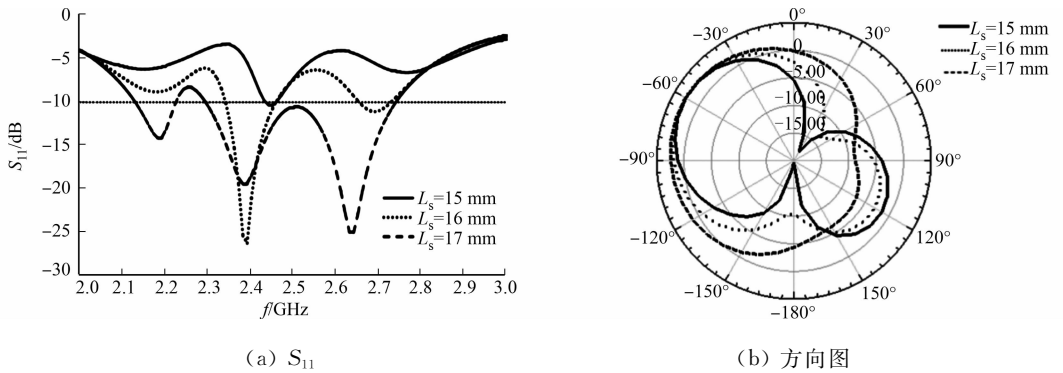 0
−5
−10
−15
−20
−25
−30
S11/dB
2.0 2.1 2.2 2.3 2.4 2.5 2.6 2.7 2.8 2.9 3.0
f/GHz
Ls=15 mm
Ls=16 mm
Ls=17 mm
(a) S11
0°
−30°
30°
−60°
60°
−90°
90°
−120°
120°
−150°
150°
−180°
0
−5.00
−10.00
−15.00
Ls=15 mm
Ls=16 mm
Ls=17 mm
(b) 方向图